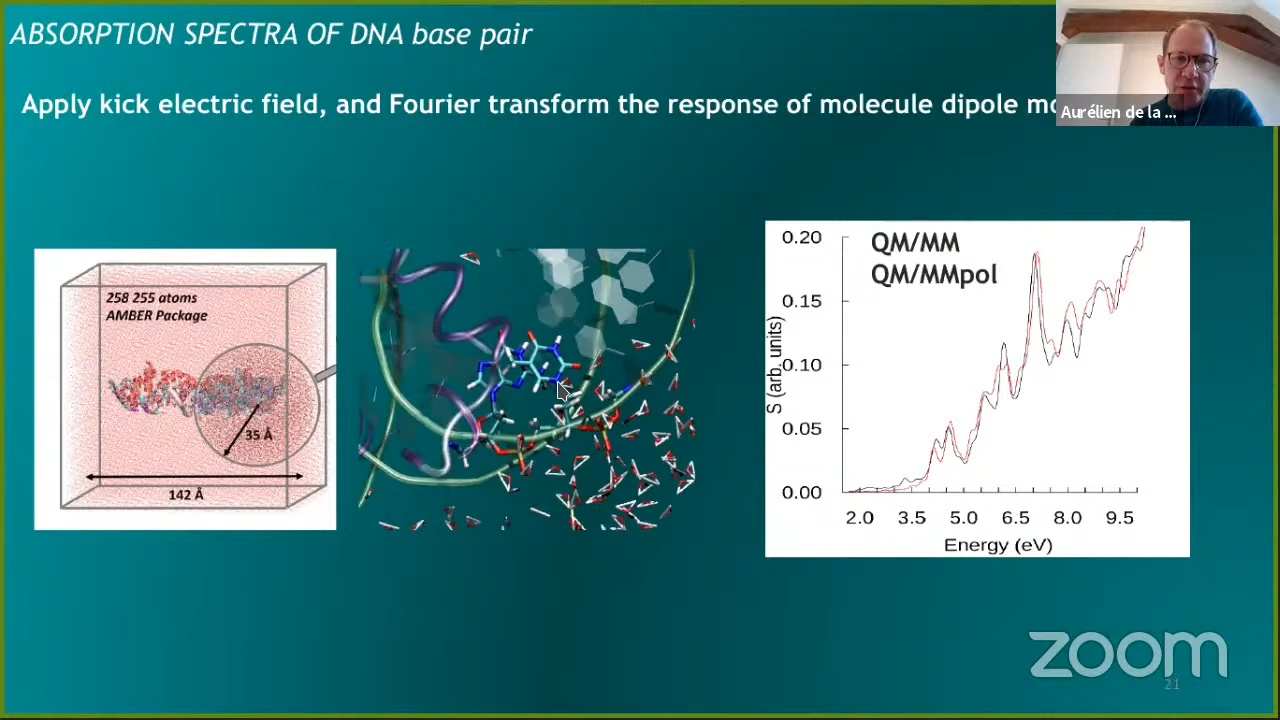 ABSORPTION SPECTRA OF DNA base pair
Apply kick electric field, and Fourier transform the response of molecule dipole mo
Aurélien de la ...
258 255 atoms
AMBER Package
35 Å
142 Å
QM/MM
QM/MMpol
S (arb. units)
0.20
0.15
0.10
0.05
0.00
2.0 3.5 5.0 6.5 8.0 9.5
Energy (eV)
zoom
21